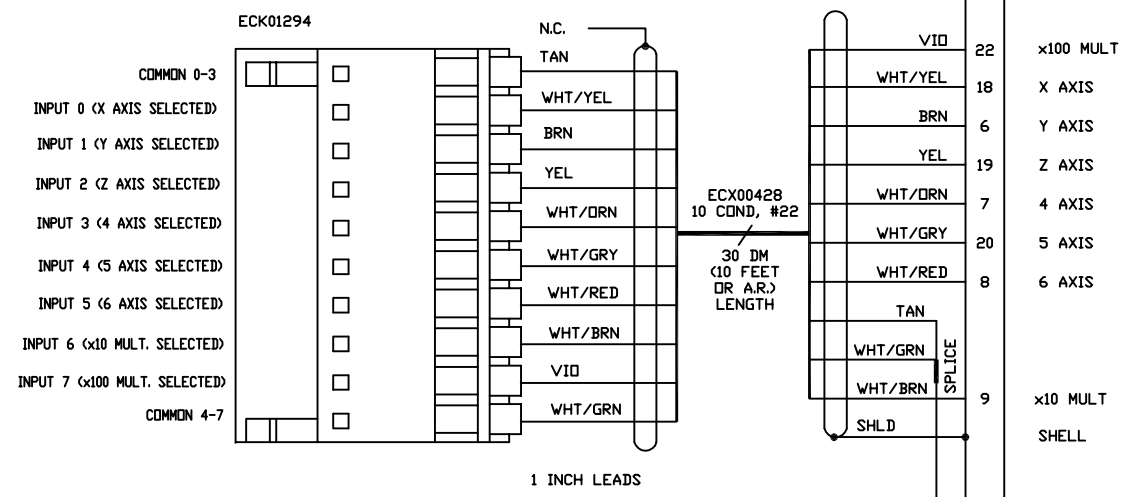 ECK01294
N.C.
COMMON 0-3
TAN
INPUT 0 (X AXIS SELECTED)
WHT/YEL
INPUT 1 (Y AXIS SELECTED)
BRN
INPUT 2 (Z AXIS SELECTED)
YEL
INPUT 3 (4 AXIS SELECTED)
WHT/ORN
INPUT 4 (5 AXIS SELECTED)
WHT/GRY
INPUT 5 (6 AXIS SELECTED)
WHT/RED
INPUT 6 (x10 MULT. SELECTED)
WHT/BRN
INPUT 7 (x100 MULT. SELECTED)
VIO
COMMON 4-7
WHT/GRN
1 INCH LEADS
ECX00428
10 COND, #22
30 DM
(10 FEET
OR A.R.)
LENGTH
VIO 22 x100 MULT
WHT/YEL 18 X AXIS
BRN 6 Y AXIS
YEL 19 Z AXIS
WHT/ORN 7 4 AXIS
WHT/GRY 20 5 AXIS
WHT/RED 8 6 AXIS
TAN
WHT/GRN
SPLICE
WHT/BRN 9 x10 MULT
SHLD SHELL